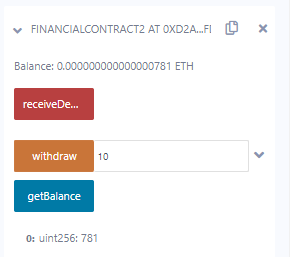 FINANCIALCONTRACT2 AT 0XD2A...FI
Balance: 0.000000000000000781 ETH
receiveDe...
withdraw 10
getBalance
0: uint256: 781